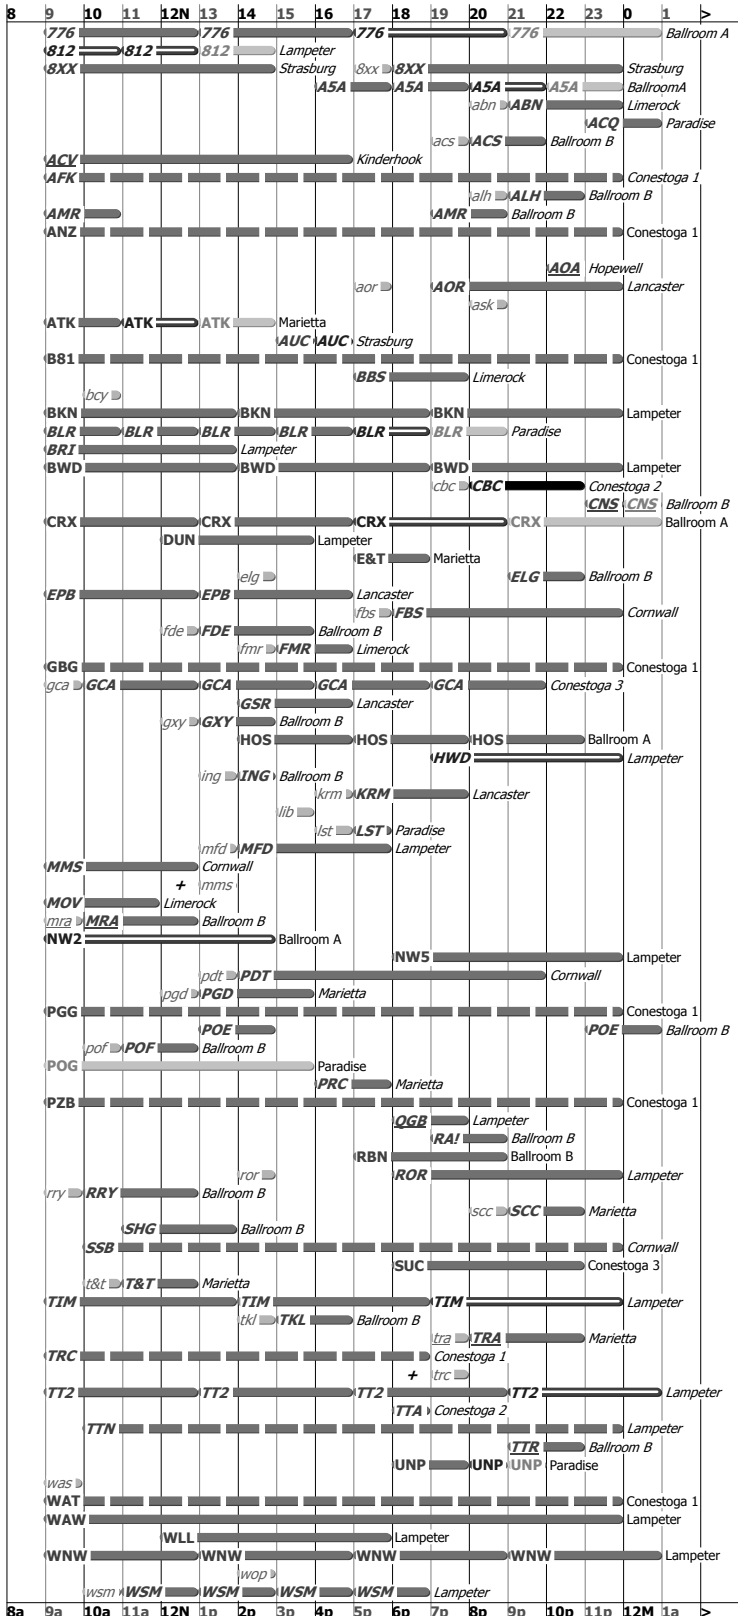 8 9 10 11 12N 13 14 15 16 17 18 19 20 21 22 23 0 1 >
776 776 776 776 Ballroom A
812 812 812 Lampeter
8XX Strasburg 8xx 8XX Strasburg
A5A A5A A5A A5A BallroomA
abn ABN Limerock
ACQ Paradise
acs ACS Ballroom B
ACV Kinderhook
AFK Conestoga 1
alh ALH Ballroom B
AMR AMR Ballroom B
ANZ Conestoga 1
AOA Hopewell
aor AOR Lancaster
ask
ATK ATK ATK Marietta
AUC AUC Strasburg
B81 Conestoga 1
BBS Limerock
bcy
BKN BKN BKN Lampeter
BLR BLR BLR BLR BLR BLR Paradise
BRI Lampeter
BWD BWD BWD Lampeter
cbc CBC Conestoga 2
CNS CNS Ballroom B
CRX CRX CRX CRX Ballroom A
DUN Lampeter
E&T Marietta
elg ELG Ballroom B
EPB EPB Lancaster
fbs FBS Cornwall
fde FDE Ballroom B
fmr FMR Limerock
GBG Conestoga 1
gca GCA GCA GCA GCA Conestoga 3
GSR Lancaster
gxy GXY Ballroom B
HOS HOS HOS Ballroom A
HWD Lampeter
ing ING Ballroom B
krm KRM Lancaster
lib
lst LST Paradise
mfd MFD Lampeter
MMS Cornwall
+ mms
MOV Limerock
mra MRA Ballroom B
NW2 Ballroom A
NW5 Lampeter
pdt PDT Cornwall
pgd PGD Marietta
PGG Conestoga 1
POE POE Ballroom B
pof POF Ballroom B
POG Paradise
PRC Marietta
PZB Conestoga 1
QGB Lampeter
RA! Ballroom B
RBN Ballroom B
ror ROR Lampeter
rry RRY Ballroom B
scc SCC Marietta
SHG Ballroom B
SSB Cornwall
SUC Conestoga 3
t&t T&T Marietta
TIM TIM TIM Lampeter
tkl TKL Ballroom B
tra TRA Marietta
TRC Conestoga 1
+ trc
TT2 TT2 TT2 TT2 Lampeter
TTA Conestoga 2
TTN Lampeter
TTR Ballroom B
UNP UNP UNP Paradise
was
WAT Conestoga 1
WAW Lampeter
WLL Lampeter
WNW WNW WNW WNW Lampeter
wop
wsm WSM WSM WSM WSM Lampeter
8a 9a 10a 11a 12N 1p 2p 3p 4p 5p 6p 7p 8p 9p 10p 11p 12M 1a >